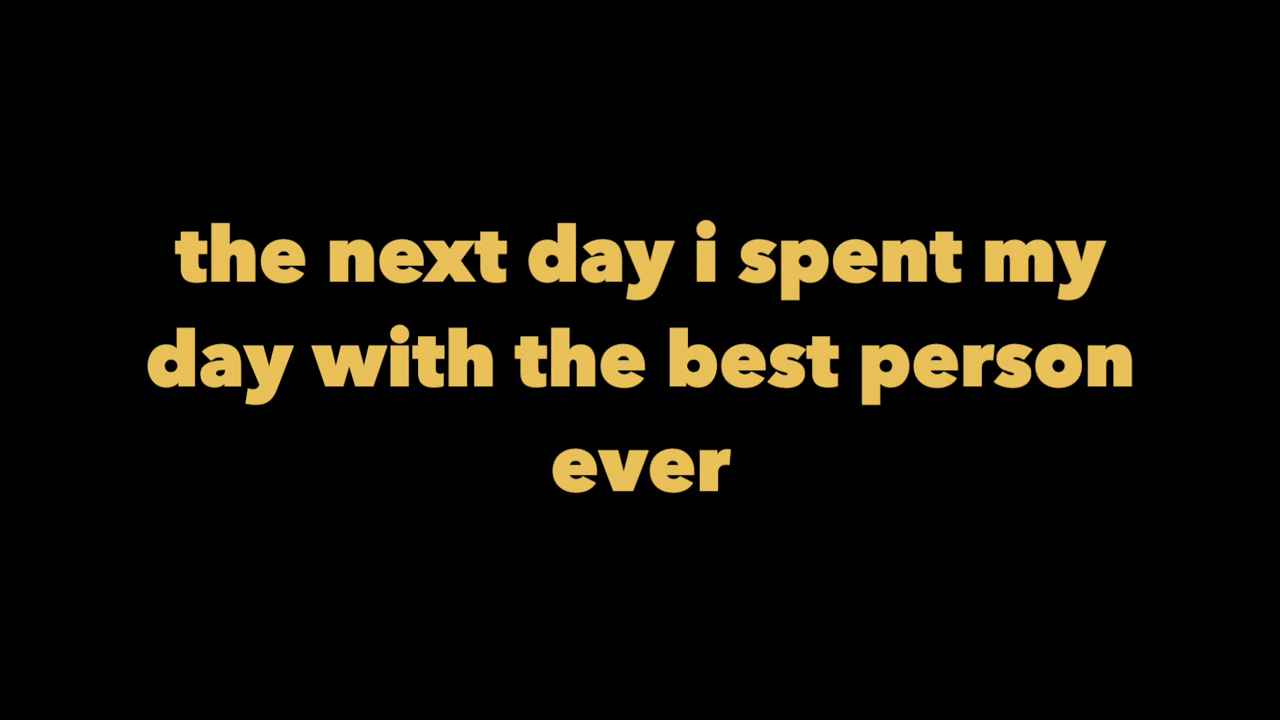 the next day i spent my
day with the best person
ever